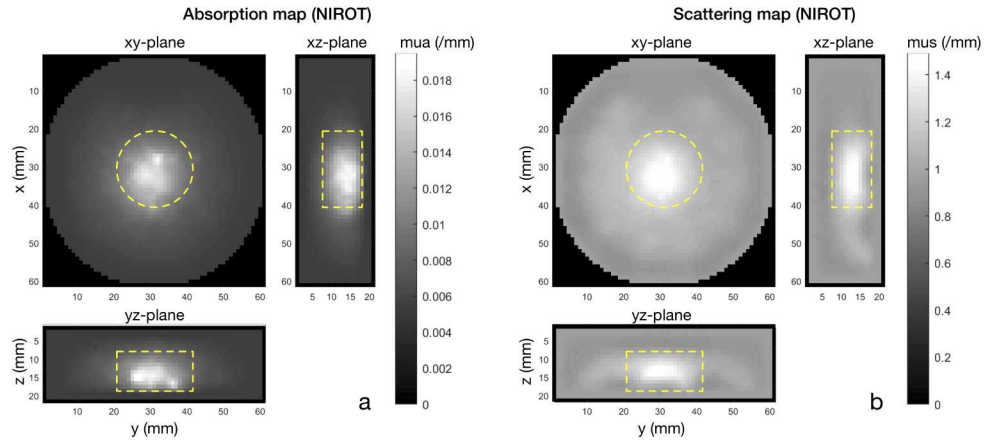 Absorption map (NIROT)
xy-plane
xz-plane
mua (/mm)
10
20
30
40
50
60
x (mm)
10 20 30 40 50 60
5 15 20
0.018
0.016
0.014
0.012
0.010
0.008
0.006
0.004
0.002
0
yz-plane
5
10
15
20
z (mm)
10 20 30 40 50 60
y (mm)
a
Scattering map (NIROT)
xy-plane
xz-plane
mus (/mm)
10
20
30
40
50
60
x (mm)
10 20 30 40 50 60
5 15 21
1.4
1.2
1
0.8
0.6
0.4
0.2
0
yz-plane
5
10
15
20
z (mm)
10 20 30 40 50 60
y (mm)
b